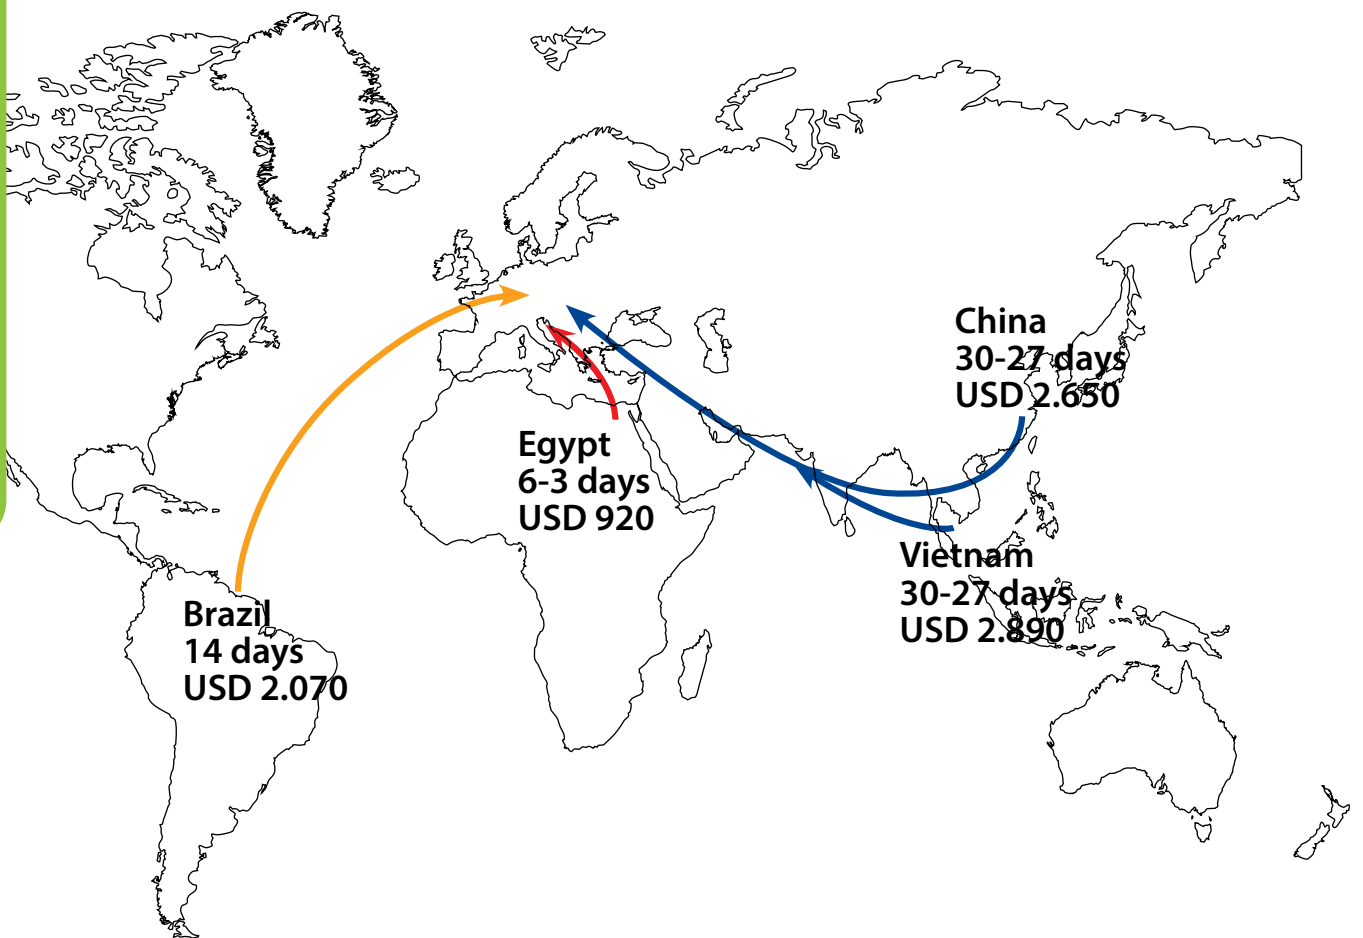 China
30-27 days
USD 2.650
Egypt
6-3 days
USD 920
Vietnam
30-27 days
USD 2.890
Brazil
14 days
USD 2.070